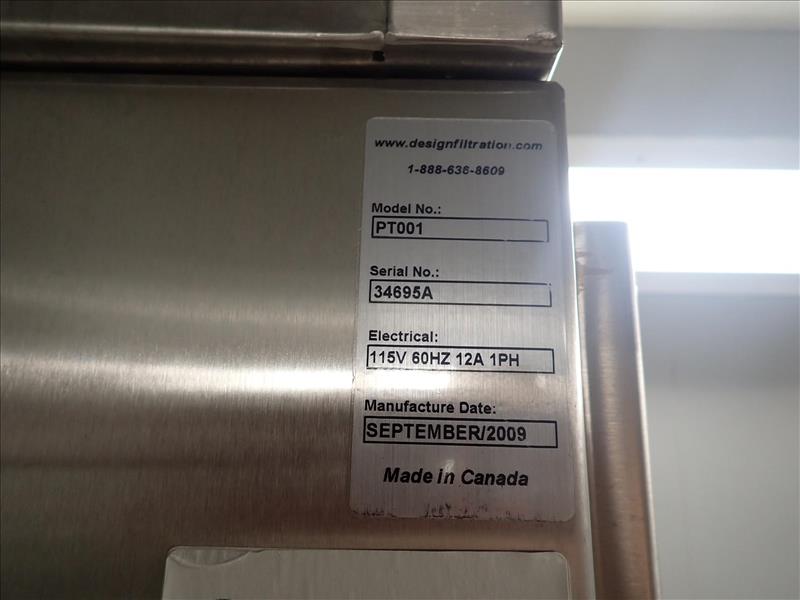 www.designfiltration.com
1-888-636-8609
Model No.:
PT001
Serial No.:
34695A
Electrical:
115V 60HZ 12A 1PH
Manufacture Date:
SEPTEMBER/2009
Made in Canada